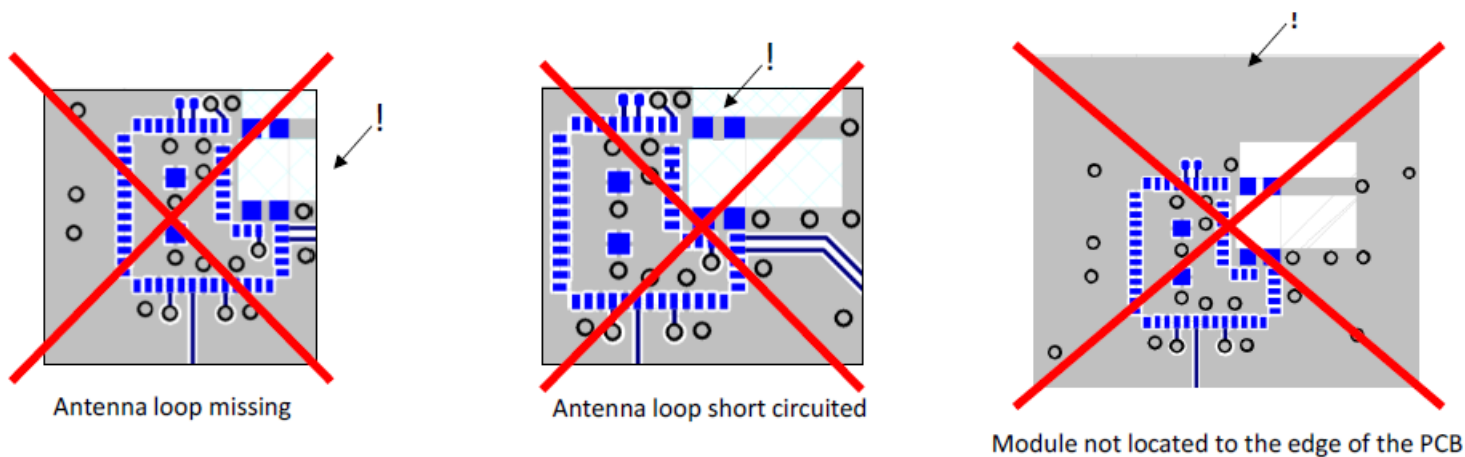 !
!
!
Antenna loop missing
Antenna loop short circuited
Module not located to the edge of the PCB